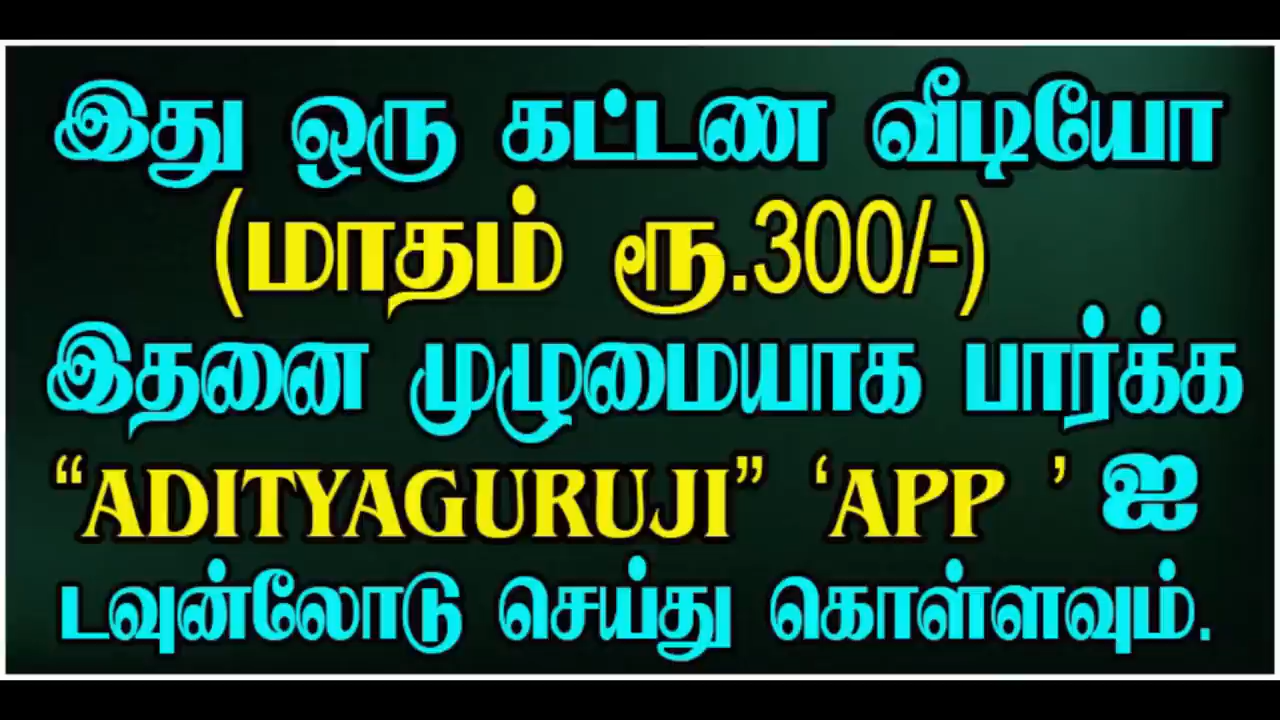 இது ஒரு கட்டண வீடியோ
(மாதம் ரூ.300/-)
இதனை முழுமையாக பார்க்க
“ADITYAGURUJI” ‘APP ’ ஐ
டவுன்லோடு செய்து கொள்ளவும்.